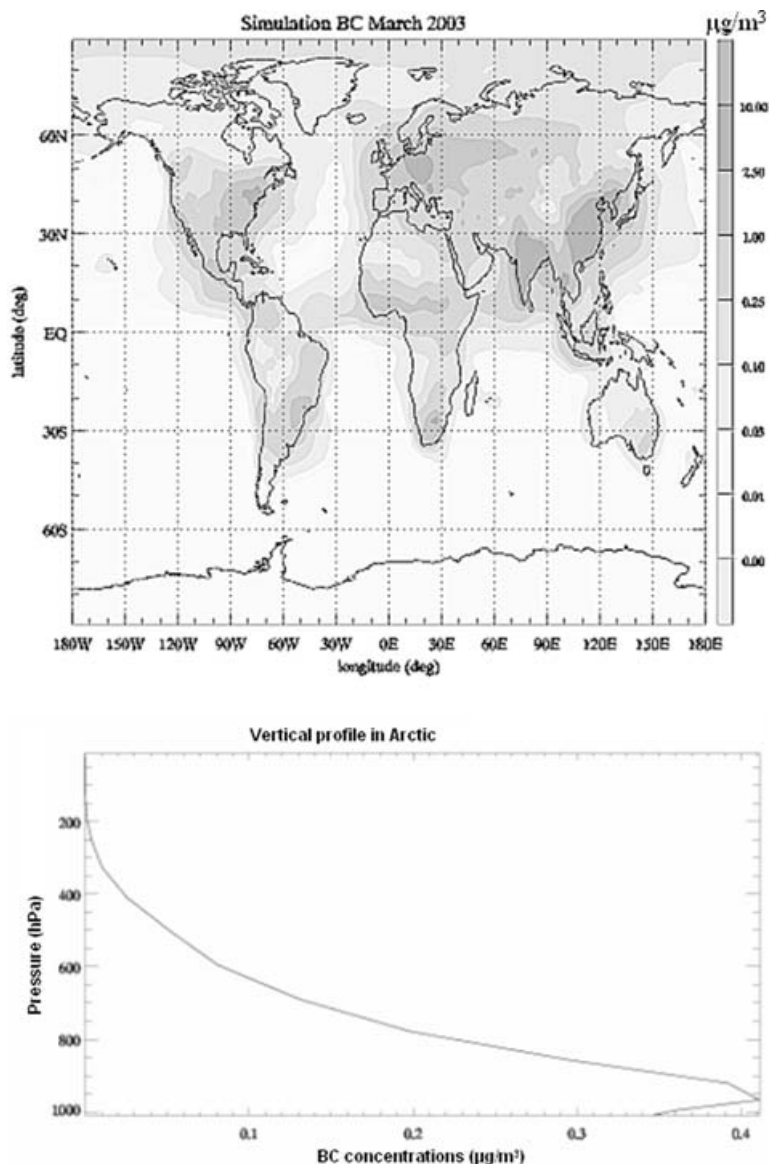 Simulation BC March 2003
µg/m³
10.00
2.50
1.00
0.25
0.10
0.05
0.01
0.00
60N
30N
EQ
30S
60S
latitude (deg)
180W 150W 120W 90W 60W 30W 0E 30E 60E 90E 120E 150E 180E
longitude (deg)
Vertical profile in Arctic
200
400
600
800
1000
Pressure (hPa)
0.1 0.2 0.3 0.4
BC concentrations (µg/m³)